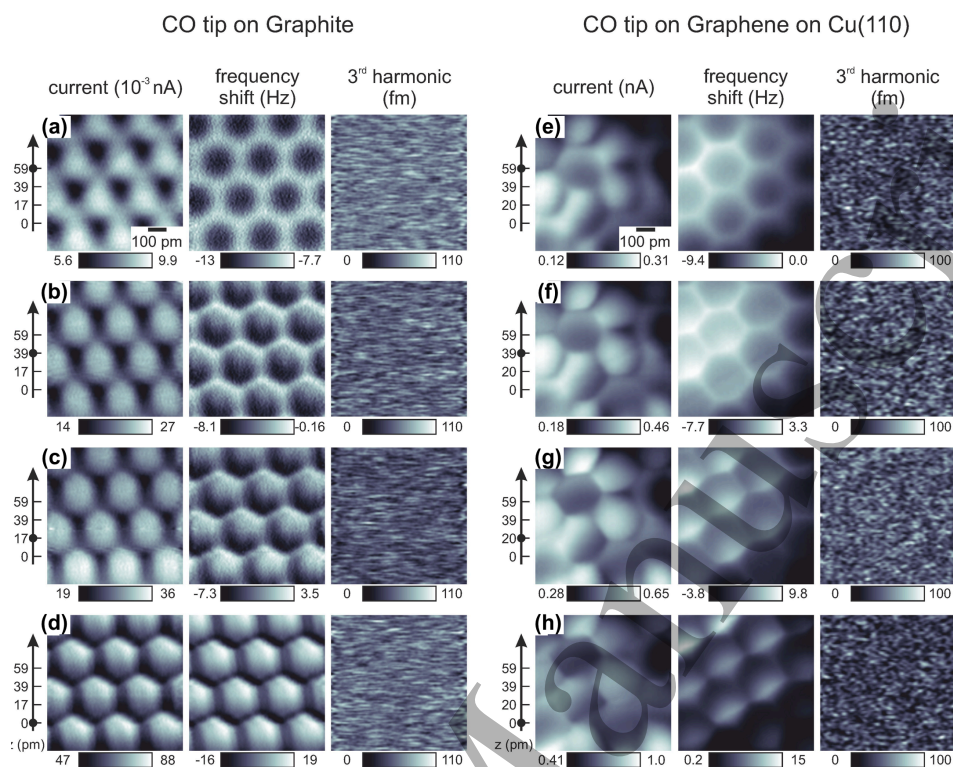 CO tip on Graphite
CO tip on Graphene on Cu(110)
current (10⁻³ nA)
frequency shift (Hz)
3rd harmonic (fm)
current (nA)
frequency shift (Hz)
3rd harmonic (fm)
(a)
59
39
17
0
100 pm
5.6 9.9
-13 -7.7
0 110
(e)
59
39
20
0
100 pm
0.12 0.31
-9.4 0.0
0 100
(b)
59
39
17
0
14 27
-8.1 -0.16
0 110
(f)
59
39
20
0
0.18 0.46
-7.7 3.3
0 100
(c)
59
39
17
0
19 36
-7.3 3.5
0 110
(g)
59
39
20
0
0.28 0.65
-3.8 9.8
0 100
(d)
59
39
17
0
z (pm)
47 88
-16 19
0 110
(h)
59
39
20
0
z (pm)
0.41 1.0
0.2 15
0 100